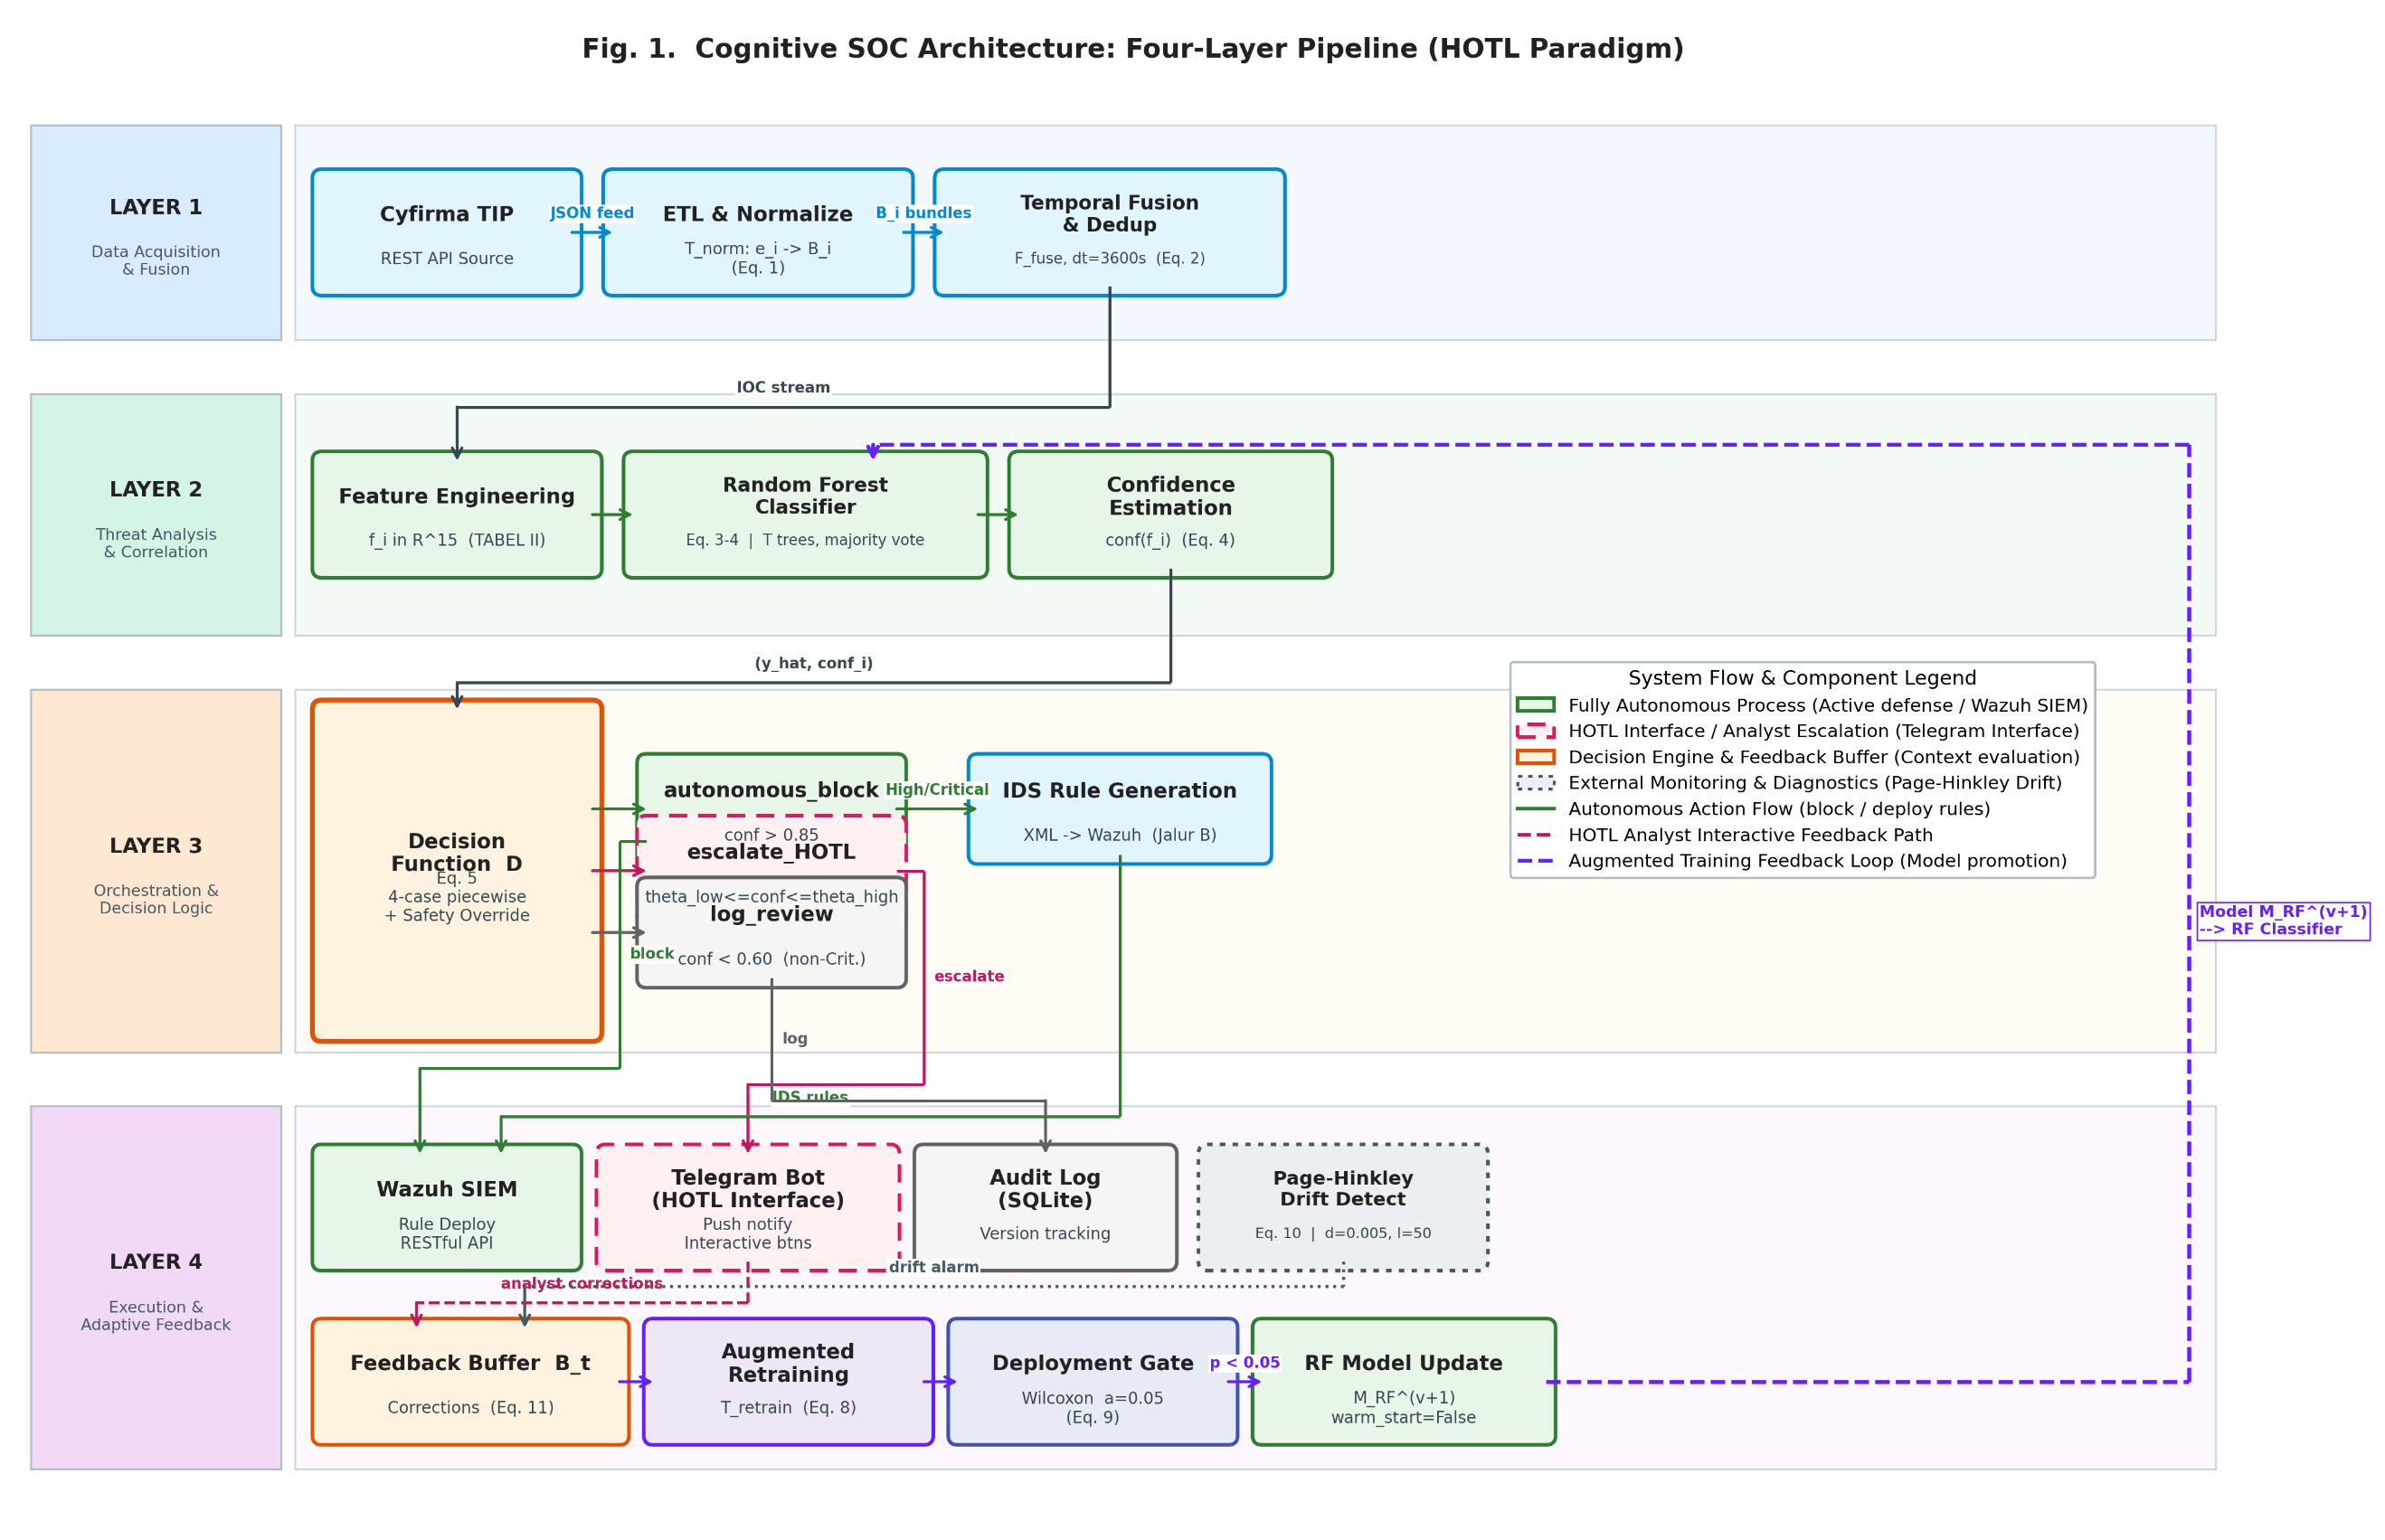 Fig. 1.  Cognitive SOC Architecture: Four-Layer Pipeline (HOTL Paradigm)
LAYER 1
Data Acquisition
& Fusion
Cyfirma TIP
REST API Source
JSON feed
ETL & Normalize
T_norm: e_i -> B_i
(Eq. 1)
B_i bundles
Temporal Fusion
& Dedup
F_fuse, dt=3600s  (Eq. 2)
IOC stream
LAYER 2
Threat Analysis
& Correlation
Feature Engineering
f_i in R^15  (TABEL II)
Random Forest
Classifier
Eq. 3-4  |  T trees, majority vote
Confidence
Estimation
conf(f_i)  (Eq. 4)
(y_hat, conf_i)
LAYER 3
Orchestration &
Decision Logic
Decision
Function  D
Eq. 5
4-case piecewise
+ Safety Override
autonomous_block
conf > 0.85
High/Critical
IDS Rule Generation
XML -> Wazuh  (Jalur B)
escalate_HOTL
theta_low<=conf<=theta_high
log_review
conf < 0.60  (non-Crit.)
block
escalate
log
IDS rules
System Flow & Component Legend
Fully Autonomous Process (Active defense / Wazuh SIEM)
HOTL Interface / Analyst Escalation (Telegram Interface)
Decision Engine & Feedback Buffer (Context evaluation)
External Monitoring & Diagnostics (Page-Hinkley Drift)
Autonomous Action Flow (block / deploy rules)
HOTL Analyst Interactive Feedback Path
Augmented Training Feedback Loop (Model promotion)
Model M_RF^(v+1)
--> RF Classifier
LAYER 4
Execution &
Adaptive Feedback
Wazuh SIEM
Rule Deploy
RESTful API
Telegram Bot
(HOTL Interface)
Push notify
Interactive btns
Audit Log
(SQLite)
Version tracking
Page-Hinkley
Drift Detect
Eq. 10  |  d=0.005, l=50
drift alarm
analyst corrections
Feedback Buffer  B_t
Corrections  (Eq. 11)
Augmented
Retraining
T_retrain  (Eq. 8)
Deployment Gate
Wilcoxon  a=0.05
(Eq. 9)
p < 0.05
RF Model Update
M_RF^(v+1)
warm_start=False